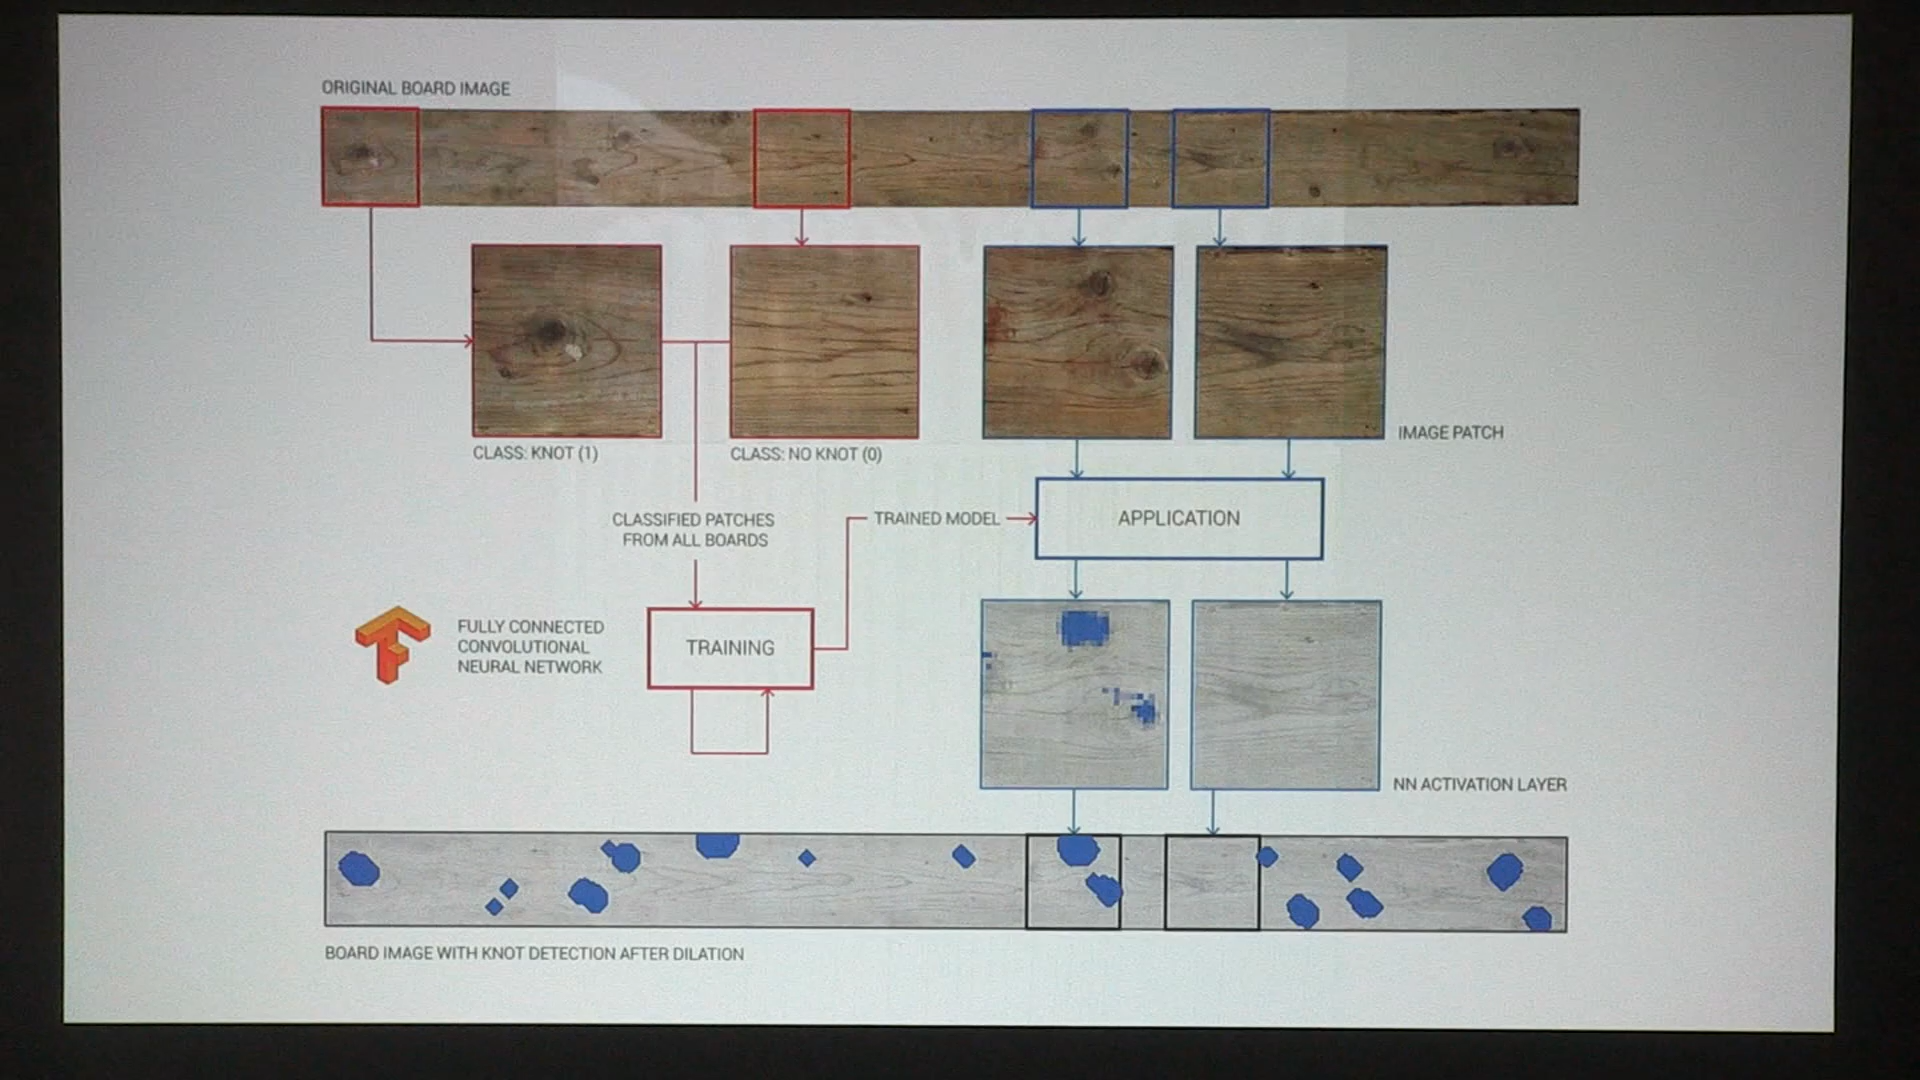 ORIGINAL BOARD IMAGE
CLASS: KNOT (1)
CLASS: NO KNOT (0)
IMAGE PATCH
CLASSIFIED PATCHES
FROM ALL BOARDS
TRAINED MODEL
APPLICATION
FULLY CONNECTED
CONVOLUTIONAL
NEURAL NETWORK
TRAINING
NN ACTIVATION LAYER
BOARD IMAGE WITH KNOT DETECTION AFTER DILATION